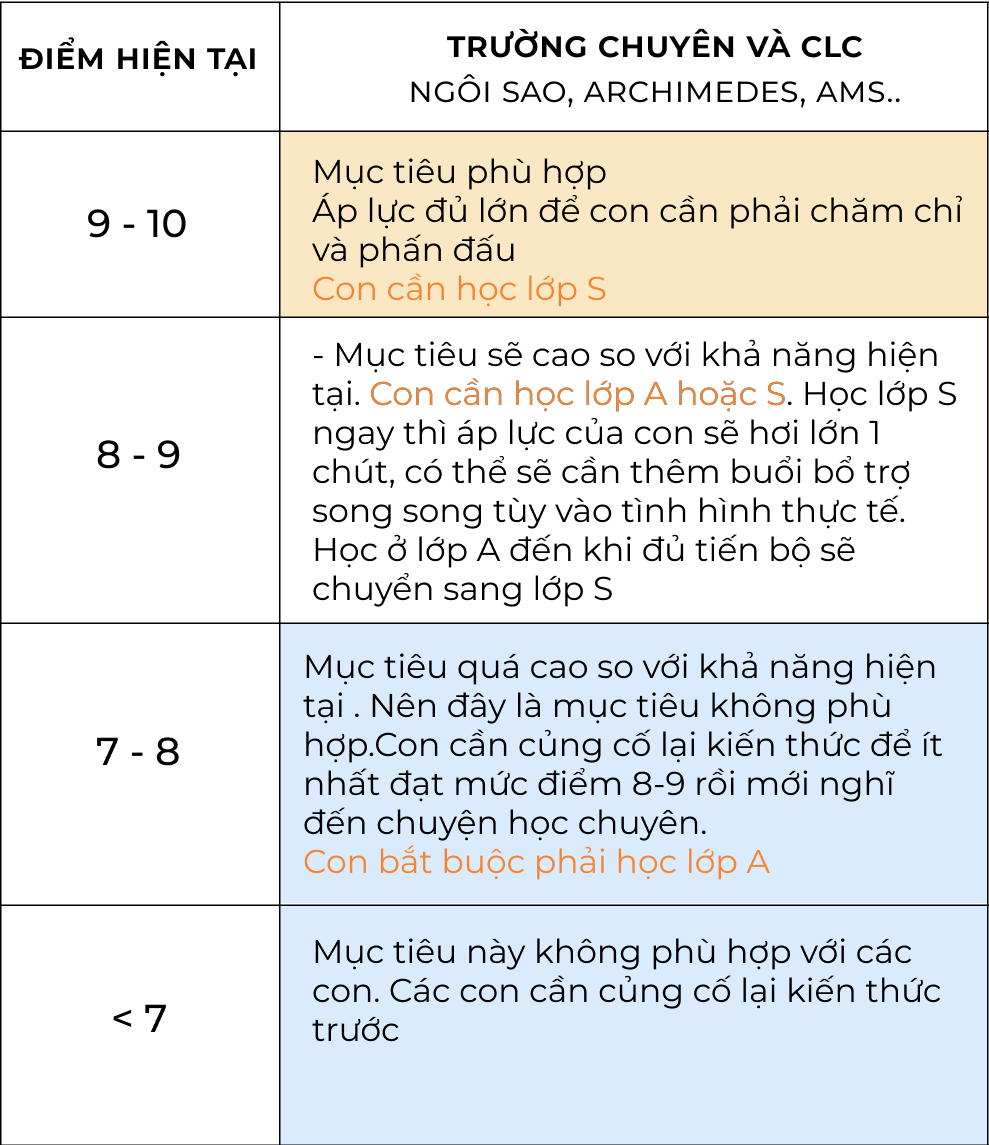 ĐIỂM HIỆN TẠI
TRƯỜNG CHUYÊN VÀ CLC
NGÔI SAO, ARCHIMEDES, AMS..
9 - 10
Mục tiêu phù hợp
Áp lực đủ lớn để con cần phải chăm chỉ
và phấn đấu
Con cần học lớp S
8 - 9
- Mục tiêu sẽ cao so với khả năng hiện
tại. Con cần học lớp A hoặc S. Học lớp S
ngay thì áp lực của con sẽ hơi lớn 1
chút, có thể sẽ cần thêm buổi bổ trợ
song song tùy vào tình hình thực tế.
Học ở lớp A đến khi đủ tiến bộ sẽ
chuyển sang lớp S
7 - 8
Mục tiêu quá cao so với khả năng hiện
tại . Nên đây là mục tiêu không phù
hợp.Con cần củng cố lại kiến thức để ít
nhất đạt mức điểm 8-9 rồi mới nghĩ
đến chuyện học chuyên.
Con bắt buộc phải học lớp A
< 7
Mục tiêu này không phù hợp với các
con. Các con cần củng cố lại kiến thức
trước